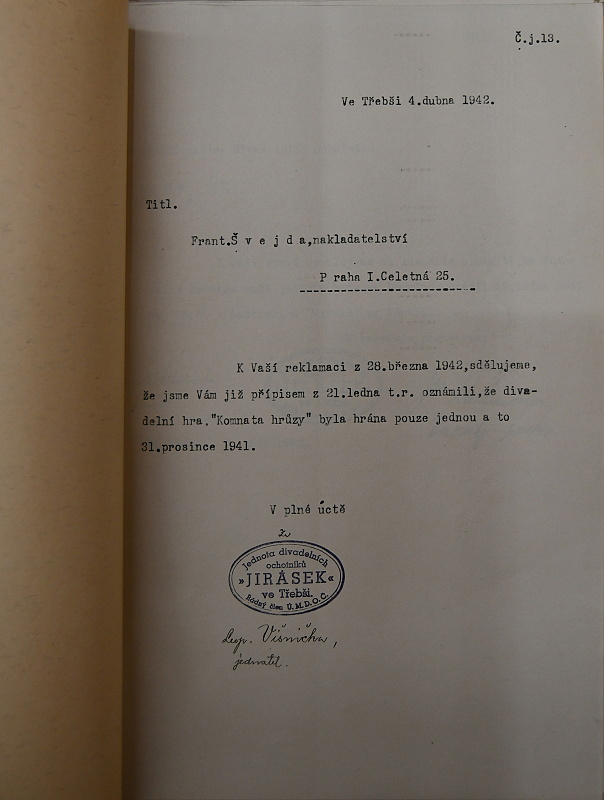 Č.j.13.
Ve Třebši 4.dubna 1942.
Titl.
Frant.Š v e j d a,nakladatelství
P raha I.Celetná 25.
K Vaší reklamaci z 28.března 1942,sdělujeme,
že jsme Vám již přípisem z 21.ledna t.r. oznámili,že diva-
delní hra."Komnata hrůzy" byla hrána pouze jednou a to
31.prosince 1941.
V plné úctě
za
Jednota divadelních
ochotníků
»JIRÁSEK«
ve Třebši.
Řádný člen Ú.M.D.O.Č.
Višnička,
jednatel.